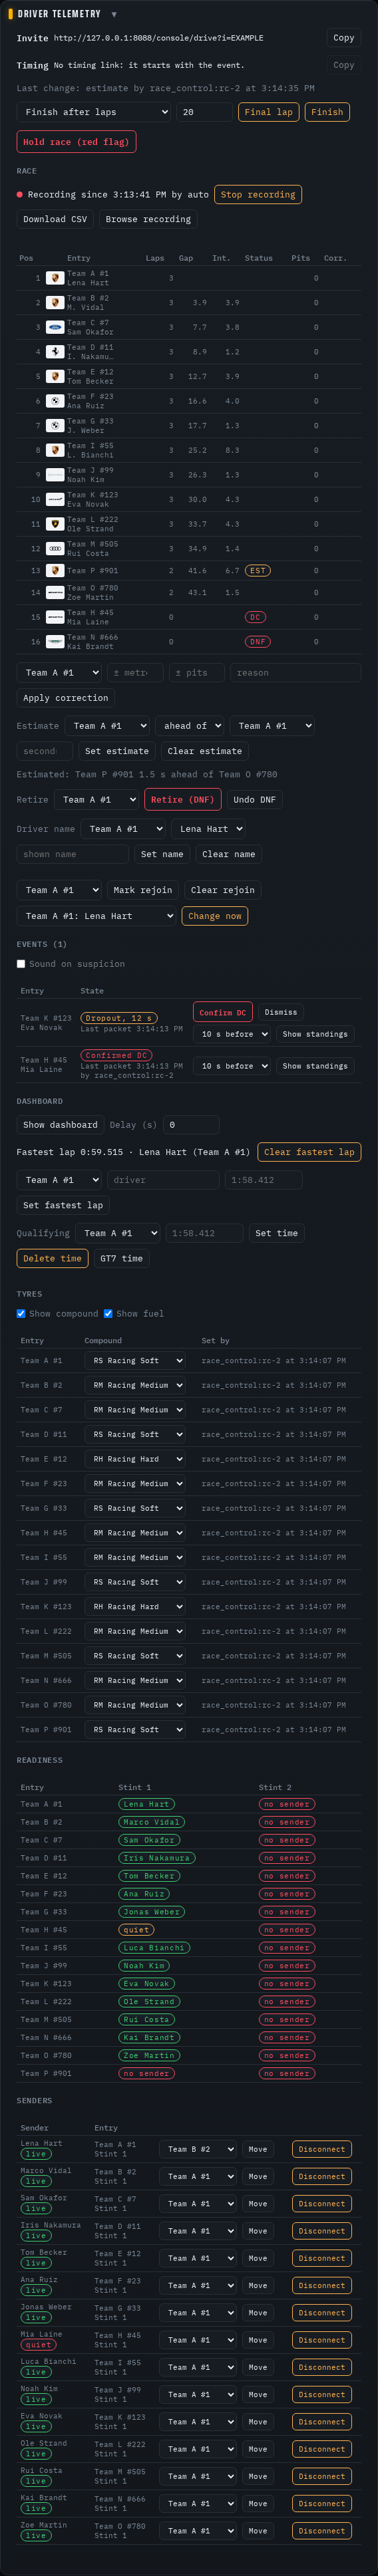 DRIVER TELEMETRY ▼
Invite http://127.0.0.1:8088/console/drive?i=EXAMPLE Copy
Timing No timing link: it starts with the event. Copy
Last change: estimate by race_control:rc-2 at 3:14:35 PM
Finish after laps 20 Final lap Finish
Hold race (red flag)
RACE
Recording since 3:13:41 PM by auto Stop recording
Download CSV Browse recording
Pos Entry Laps Gap Int. Status Pits Corr.
1 Team A #1 3 0
Lena Hart
2 Team B #2 3 3.9 3.9 0
M. Vidal
3 Team C #7 3 7.7 3.8 0
Sam Okafor
4 Team D #11 3 8.9 1.2 0
I. Nakamu…
5 Team E #12 3 12.7 3.9 0
Tom Becker
6 Team F #23 3 16.6 4.0 0
Ana Ruiz
7 Team G #33 3 17.7 1.3 0
J. Weber
8 Team I #55 3 25.2 8.3 0
L. Bianchi
9 Team J #99 3 26.3 1.3 0
Noah Kim
10 Team K #123 3 30.0 4.3 0
Eva Novak
11 Team L #222 3 33.7 4.3 0
Ole Strand
12 Team M #505 3 34.9 1.4 0
Rui Costa
13 Team P #901 2 41.6 6.7 EST 0
14 Team O #780 2 43.1 1.5 0
Zoe Martin
15 Team H #45 0 DC 0
Mia Laine
16 Team N #666 0 DNF 0
Kai Brandt
Team A #1 ± metr ± pits reason
Apply correction
Estimate Team A #1 ahead of Team A #1
second Set estimate Clear estimate
Estimated: Team P #901 1.5 s ahead of Team O #780
Retire Team A #1 Retire (DNF) Undo DNF
Driver name Team A #1 Lena Hart
shown name Set name Clear name
Team A #1 Mark rejoin Clear rejoin
Team A #1: Lena Hart Change now
EVENTS (1)
Sound on suspicion
Entry State
Team K #123 Dropout, 12 s Confirm DC Dismiss
Eva Novak Last packet 3:14:13 PM 10 s before Show standings
Team H #45 Confirmed DC
Mia Laine Last packet 3:14:13 PM 10 s before Show standings
by race_control:rc-2
DASHBOARD
Show dashboard Delay (s) 0
Fastest lap 0:59.515 · Lena Hart (Team A #1) Clear fastest lap
Team A #1 driver 1:58.412
Set fastest lap
Qualifying Team A #1 1:58.412 Set time
Delete time GT7 time
TYRES
Show compound Show fuel
Entry Compound Set by
Team A #1 RS Racing Soft race_control:rc-2 at 3:14:07 PM
Team B #2 RM Racing Medium race_control:rc-2 at 3:14:07 PM
Team C #7 RM Racing Medium race_control:rc-2 at 3:14:07 PM
Team D #11 RS Racing Soft race_control:rc-2 at 3:14:07 PM
Team E #12 RH Racing Hard race_control:rc-2 at 3:14:07 PM
Team F #23 RM Racing Medium race_control:rc-2 at 3:14:07 PM
Team G #33 RS Racing Soft race_control:rc-2 at 3:14:07 PM
Team H #45 RM Racing Medium race_control:rc-2 at 3:14:07 PM
Team I #55 RM Racing Medium race_control:rc-2 at 3:14:07 PM
Team J #99 RS Racing Soft race_control:rc-2 at 3:14:07 PM
Team K #123 RH Racing Hard race_control:rc-2 at 3:14:07 PM
Team L #222 RM Racing Medium race_control:rc-2 at 3:14:07 PM
Team M #505 RS Racing Soft race_control:rc-2 at 3:14:07 PM
Team N #666 RM Racing Medium race_control:rc-2 at 3:14:07 PM
Team O #780 RM Racing Medium race_control:rc-2 at 3:14:07 PM
Team P #901 RS Racing Soft race_control:rc-2 at 3:14:07 PM
READINESS
Entry Stint 1 Stint 2
Team A #1 Lena Hart no sender
Team B #2 Marco Vidal no sender
Team C #7 Sam Okafor no sender
Team D #11 Iris Nakamura no sender
Team E #12 Tom Becker no sender
Team F #23 Ana Ruiz no sender
Team G #33 Jonas Weber no sender
Team H #45 quiet no sender
Team I #55 Luca Bianchi no sender
Team J #99 Noah Kim no sender
Team K #123 Eva Novak no sender
Team L #222 Ole Strand no sender
Team M #505 Rui Costa no sender
Team N #666 Kai Brandt no sender
Team O #780 Zoe Martin no sender
Team P #901 no sender no sender
SENDERS
Sender Entry
Lena Hart Team A #1 Team B #2 Move Disconnect
live Stint 1
Marco Vidal Team B #2 Team A #1 Move Disconnect
live Stint 1
Sam Okafor Team C #7 Team A #1 Move Disconnect
live Stint 1
Iris Nakamura Team D #11 Team A #1 Move Disconnect
live Stint 1
Tom Becker Team E #12 Team A #1 Move Disconnect
live Stint 1
Ana Ruiz Team F #23 Team A #1 Move Disconnect
live Stint 1
Jonas Weber Team G #33 Team A #1 Move Disconnect
live Stint 1
Mia Laine Team H #45 Team A #1 Move Disconnect
quiet Stint 1
Luca Bianchi Team I #55 Team A #1 Move Disconnect
live Stint 1
Noah Kim Team J #99 Team A #1 Move Disconnect
live Stint 1
Eva Novak Team K #123 Team A #1 Move Disconnect
live Stint 1
Ole Strand Team L #222 Team A #1 Move Disconnect
live Stint 1
Rui Costa Team M #505 Team A #1 Move Disconnect
live Stint 1
Kai Brandt Team N #666 Team A #1 Move Disconnect
live Stint 1
Zoe Martin Team O #780 Team A #1 Move Disconnect
live Stint 1